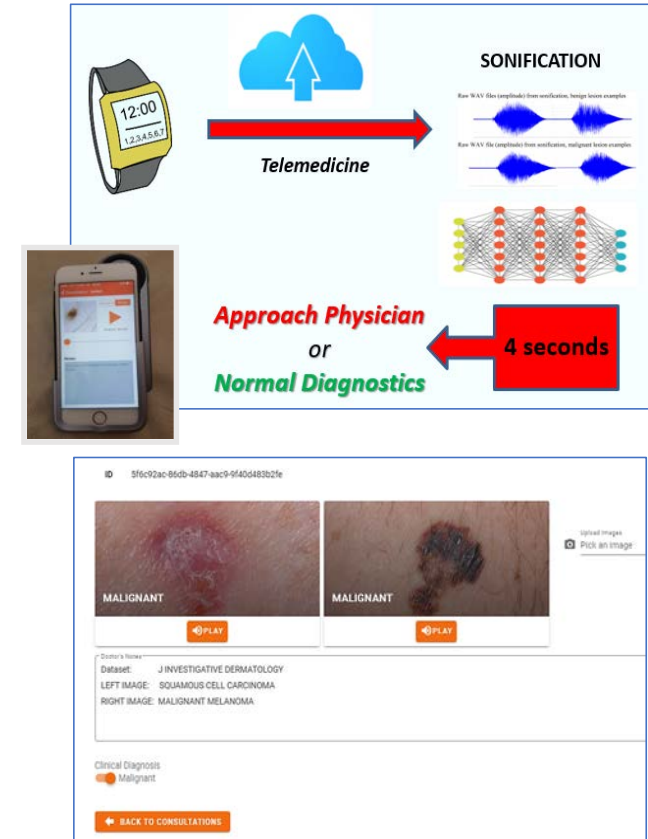 SONIFICATION
12:00
1,2,3,4,5,6,7
Raw WAV files (amplitude) from sonification, benign lesion examples
Raw WAV file (amplitude) from sonification, malignant lesion examples
Telemedicine
Approach Physician
or
Normal Diagnostics
4 seconds
ID 5f6c92ac-86db-4847-aac9-9f40d483b2fe
Upload Images
Pick an image
MALIGNANT
MALIGNANT
PLAY
PLAY
Doctor's Notes
Dataset: J INVESTIGATIVE DERMATOLOGY
LEFT IMAGE: SQUAMOUS CELL CARCINOMA
RIGHT IMAGE: MALIGNANT MELANOMA
Clinical Diagnosis
Malignant
BACK TO CONSULTATIONS